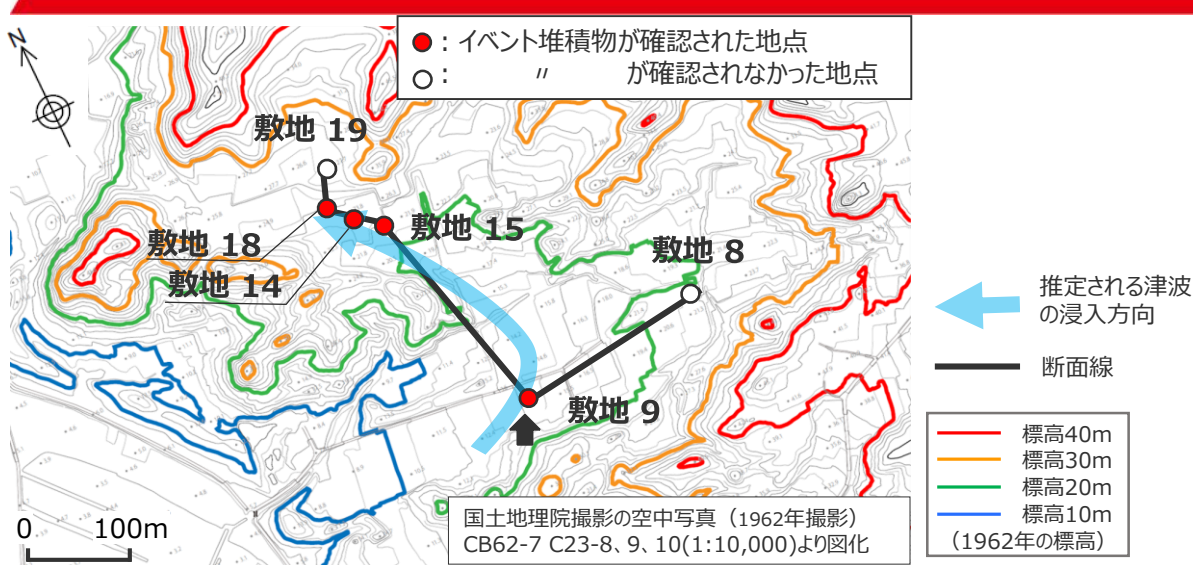 N
●：イベント堆積物が確認された地点
○：　　〃　　が確認されなかった地点
敷地 19
敷地 18
敷地 15
敷地 14
敷地 8
敷地 9
推定される津波
の浸入方向
断面線
標高40m
標高30m
標高20m
標高10m
（1962年の標高）
国土地理院撮影の空中写真（1962年撮影）
CB62-7 C23-8、9、10(1:10,000)より図化
0 100m